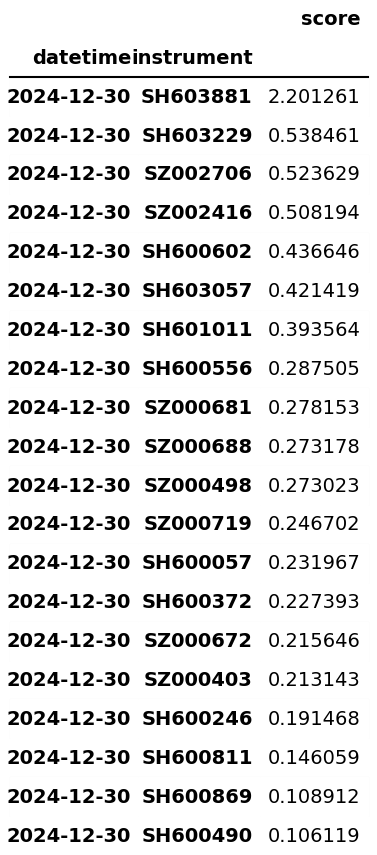 score
datetime instrument
2024-12-30 SH603881 2.201261
2024-12-30 SH603229 0.538461
2024-12-30 SZ002706 0.523629
2024-12-30 SZ002416 0.508194
2024-12-30 SH600602 0.436646
2024-12-30 SH603057 0.421419
2024-12-30 SH601011 0.393564
2024-12-30 SH600556 0.287505
2024-12-30 SZ000681 0.278153
2024-12-30 SZ000688 0.273178
2024-12-30 SZ000498 0.273023
2024-12-30 SZ000719 0.246702
2024-12-30 SH600057 0.231967
2024-12-30 SH600372 0.227393
2024-12-30 SZ000672 0.215646
2024-12-30 SZ000403 0.213143
2024-12-30 SH600246 0.191468
2024-12-30 SH600811 0.146059
2024-12-30 SH600869 0.108912
2024-12-30 SH600490 0.106119